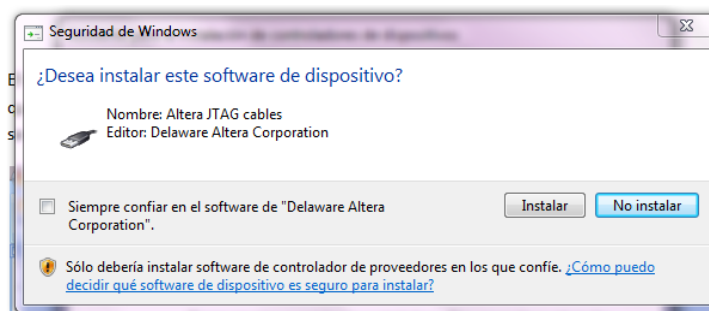 Seguridad de Windows
¿Desea instalar este software de dispositivo?
Nombre: Altera JTAG cables
Editor: Delaware Altera Corporation
Siempre confiar en el software de "Delaware Altera
Corporation".
Instalar
No instalar
Sólo debería instalar software de controlador de proveedores en los que confíe. ¿Cómo puedo
decidir qué software de dispositivo es seguro para instalar?